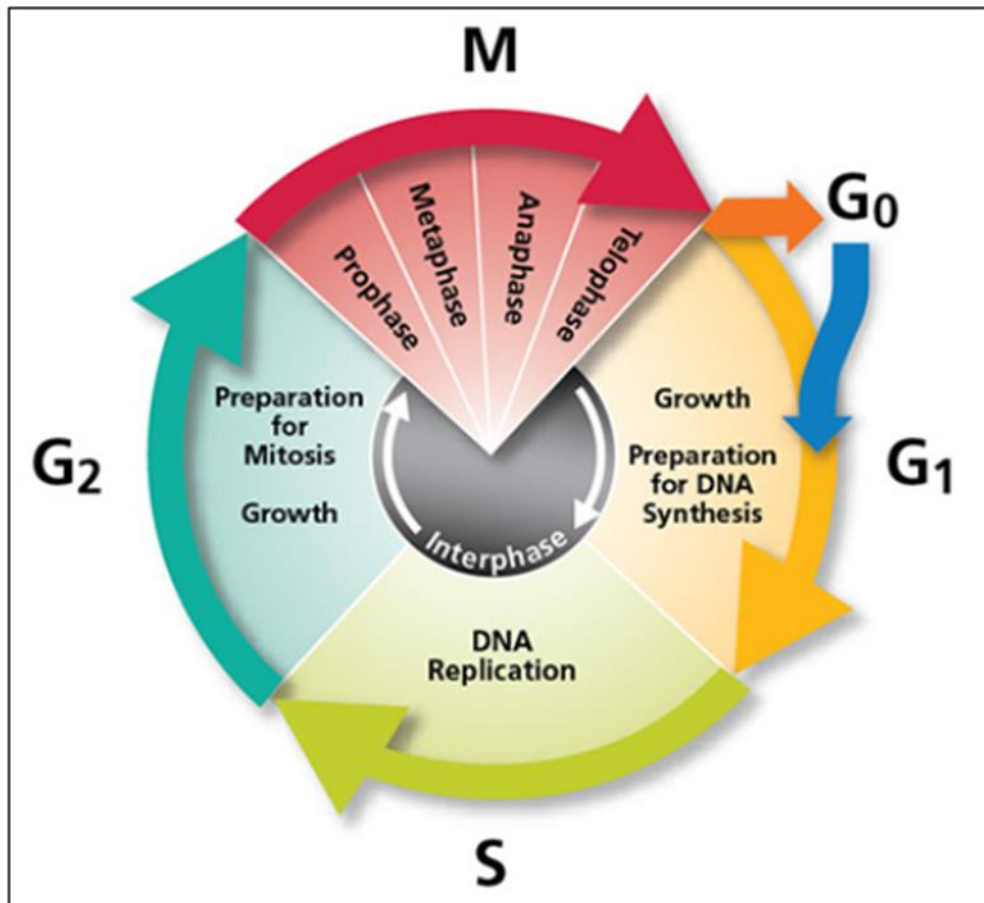 M
G0
Prophase
Metaphase
Anaphase
Telophase
Preparation
for
Mitosis
Growth
G2
Growth
Preparation
for DNA
Synthesis
G1
Interphase
DNA
Replication
S